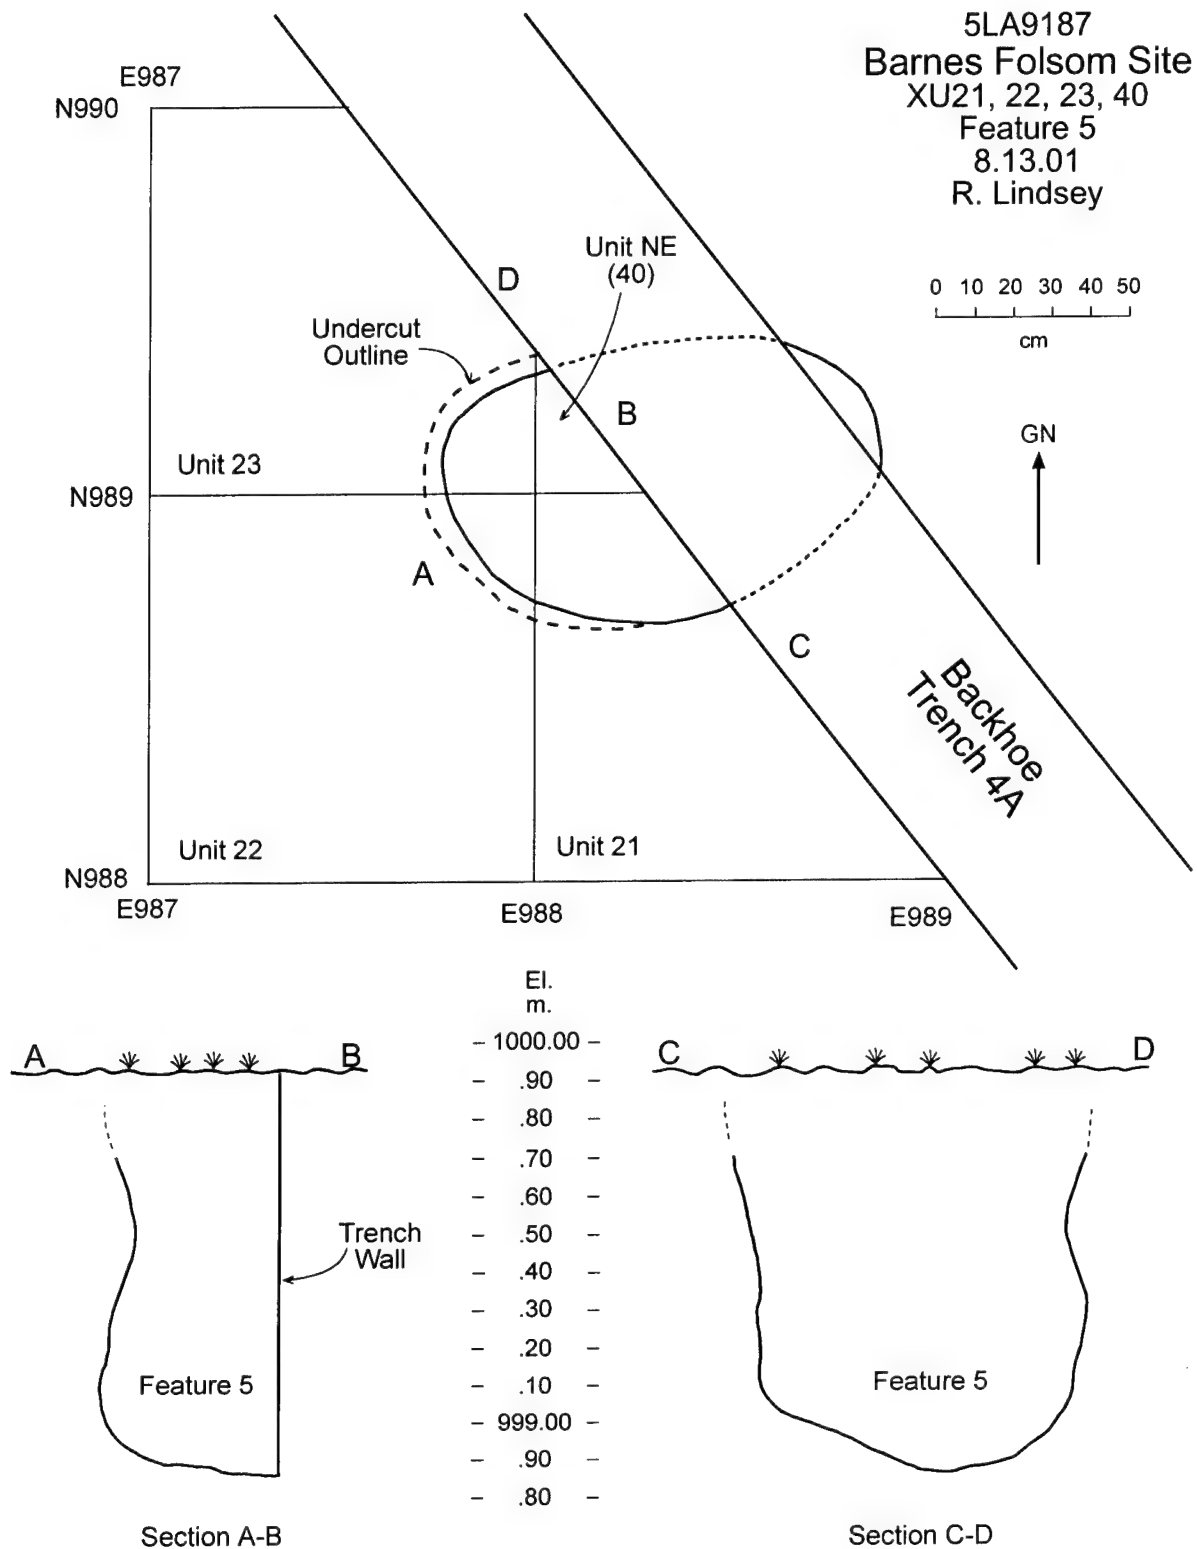 5LA9187
Barnes Folsom Site
XU21, 22, 23, 40
Feature 5
8.13.01
R. Lindsey
E987
N990
Unit NE
(40)
D
0 10 20 30 40 50
cm
Undercut
Outline
B
GN
Unit 23
N989
A
C
Backhoe
Trench 4A
Unit 22
Unit 21
N988
E987
E988
E989
El.
m.
A
B
1000.00
C
D
.90
.80
.70
.60
.50
Trench
Wall
.40
.30
.20
.10
Feature 5
Feature 5
999.00
.90
.80
Section A-B
Section C-D